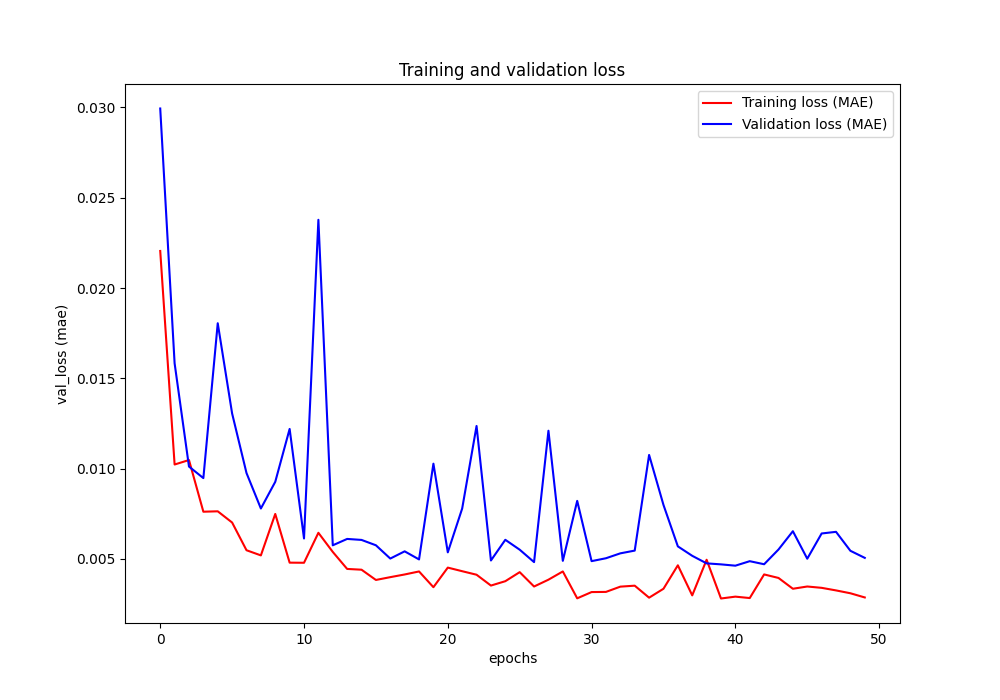 Training and validation loss
Training loss (MAE)
Validation loss (MAE)
0.030
0.025
0.020
0.015
0.010
0.005
val_loss (mae)
0 10 20 30 40 50
epochs